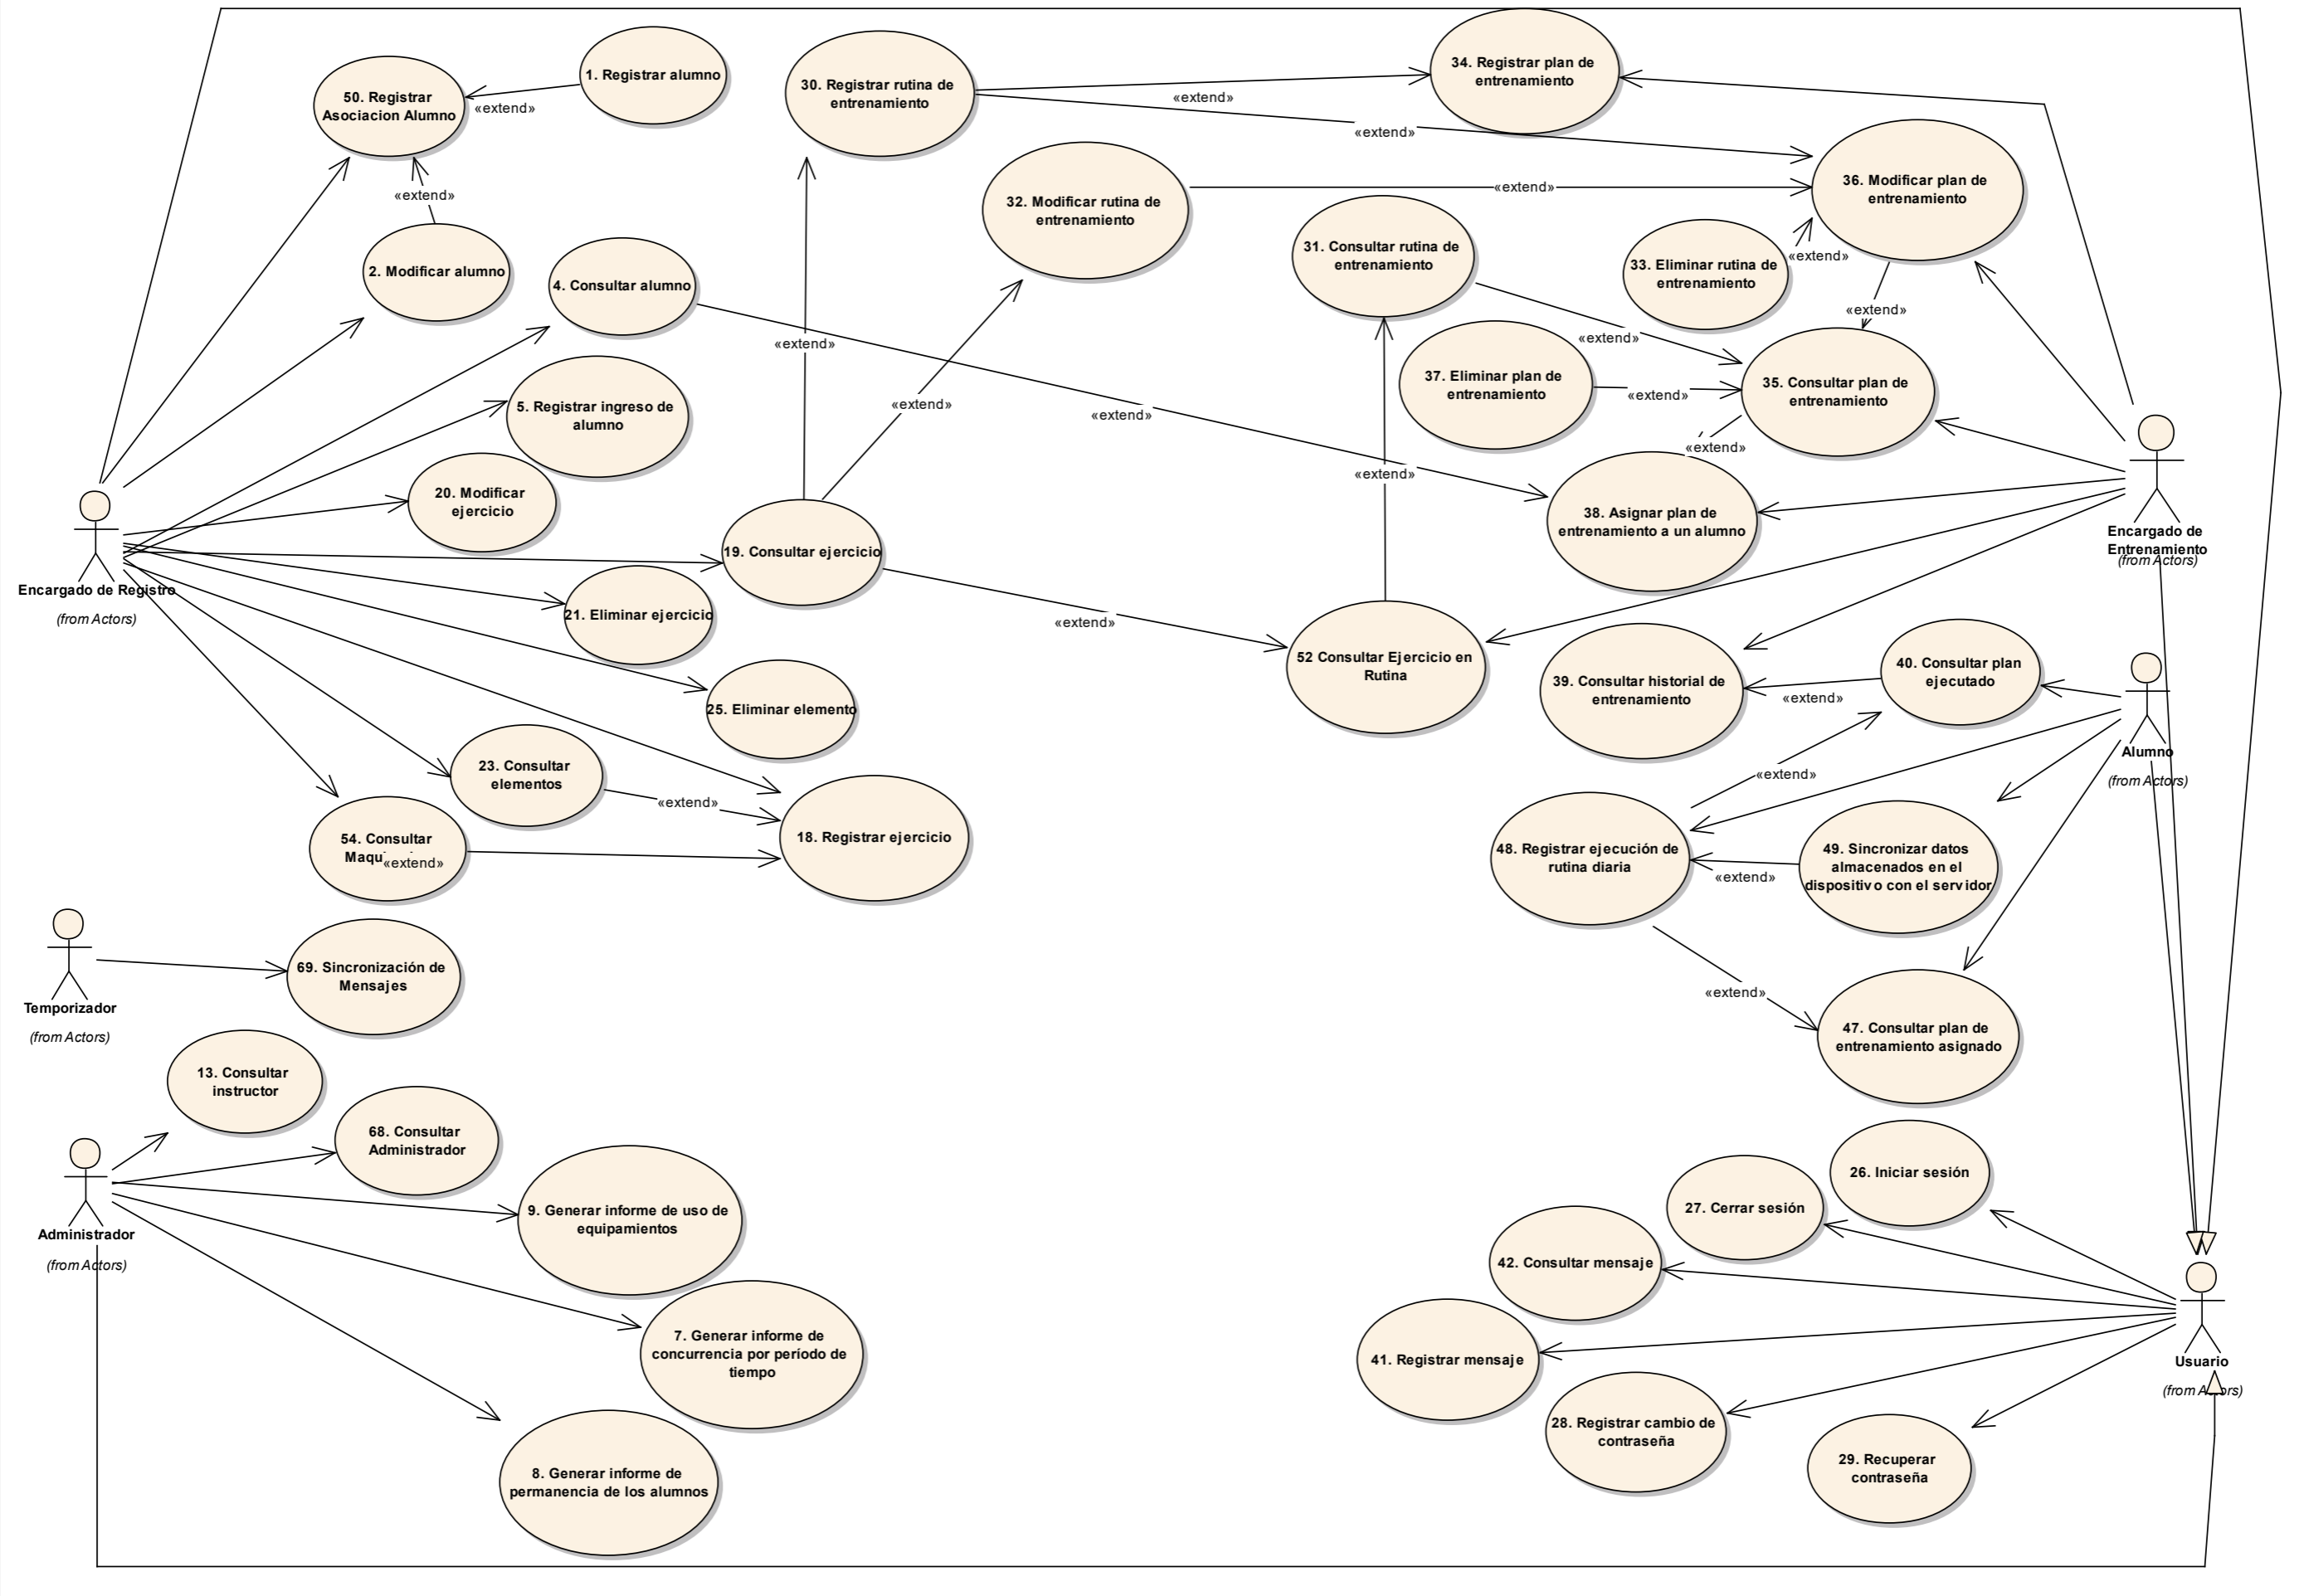 1. Registrar alumno
50. Registrar
Asociacion Alumno
«extend»
«extend»
2. Modificar alumno
4. Consultar alumno
5. Registrar ingreso de
alumno
20. Modificar
ejercicio
Encargado de Registro
(from Actors)
19. Consultar ejercicio
21. Eliminar ejercicio
25. Eliminar elemento
23. Consultar
elementos
«extend»
54. Consultar
«extend»
18. Registrar ejercicio
30. Registrar rutina de
entrenamiento
34. Registrar plan de
entrenamiento
«extend»
«extend»
32. Modificar rutina de
entrenamiento
«extend»
36. Modificar plan de
entrenamiento
31. Consultar rutina de
entrenamiento
33. Eliminar rutina de
entrenamiento
«extend»
«extend»
«extend»
«extend»
37. Eliminar plan de
entrenamiento
«extend»
35. Consultar plan de
entrenamiento
«extend»
«extend»
«extend»
«extend»
38. Asignar plan de
entrenamiento a un alumno
Encargado de
Entrenamiento
(from Actors)
«extend»
52 Consultar Ejercicio en
Rutina
39. Consultar historial de
entrenamiento
«extend»
40. Consultar plan
ejecutado
Alumno
(from Actors)
«extend»
48. Registrar ejecución de
rutina diaria
«extend»
49. Sincronizar datos
almacenados en el
dispositivo con el servidor
«extend»
47. Consultar plan de
entrenamiento asignado
Temporizador
(from Actors)
69. Sincronización de
Mensajes
13. Consultar
instructor
68. Consultar
Administrador
Administrador
(from Actors)
9. Generar informe de uso de
equipamientos
7. Generar informe de
concurrencia por período de
tiempo
8. Generar informe de
permanencia de los alumnos
26. Iniciar sesión
27. Cerrar sesión
42. Consultar mensaje
41. Registrar mensaje
28. Registrar cambio de
contraseña
29. Recuperar
contraseña
Usuario
(from Actors)